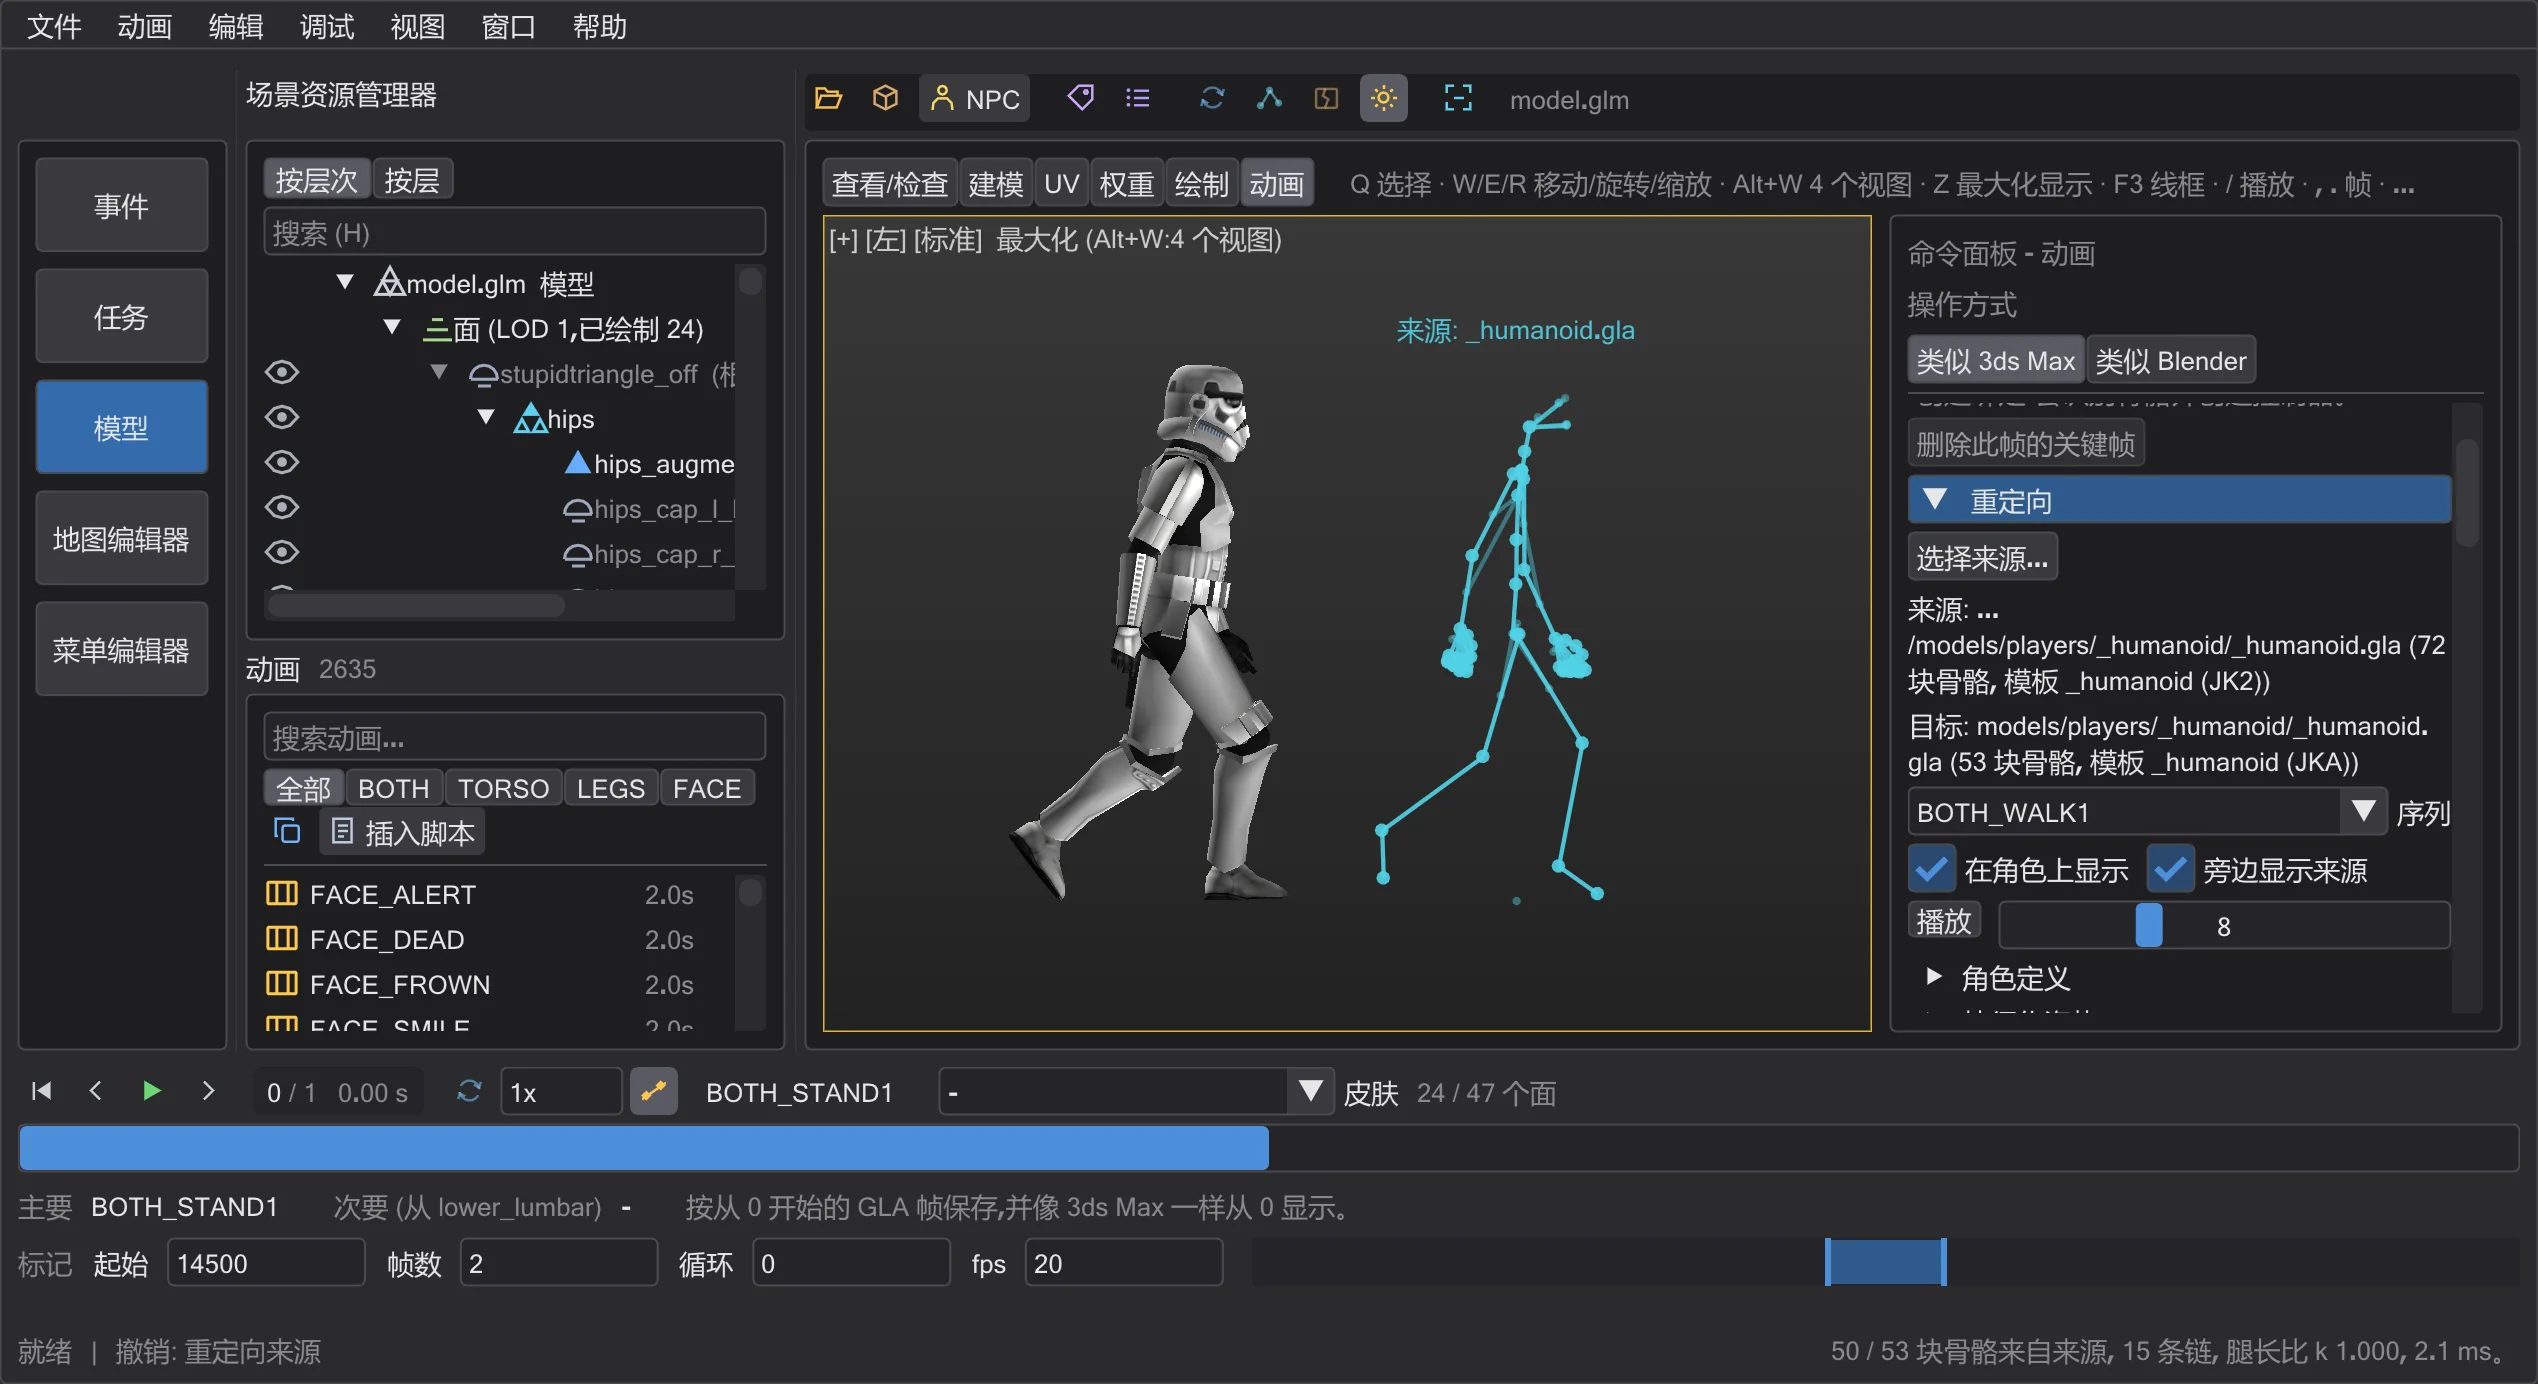 文件 动画 编辑 调试 视图 窗口 帮助
场景资源管理器
NPC
model.glm
事件
任务
模型
地图编辑器
菜单编辑器
按层次 按层
搜索 (H)
model.glm 模型
面 (LOD 1,已绘制 24)
stupidtriangle_off
hips
hips_augme
hips_cap_l_
hips_cap_r_
动画 2635
搜索动画...
全部 BOTH TORSO LEGS FACE
插入脚本
FACE_ALERT 2.0s
FACE_DEAD 2.0s
FACE_FROWN 2.0s
FACE_SMILE 2.0s
查看/检查 建模 UV 权重 绘制 动画
Q 选择 · W/E/R 移动/旋转/缩放 · Alt+W 4 个视图 · Z 最大化显示 · F3 线框 · / 播放 · , . 帧 · ...
[+] [左] [标准] 最大化 (Alt+W:4 个视图)
来源: _humanoid.gla
命令面板 - 动画
操作方式
类似 3ds Max 类似 Blender
删除此帧的关键帧
重定向
选择来源...
来源: ...
/models/players/_humanoid/_humanoid.gla (72
块骨骼, 模板 _humanoid (JK2))
目标: models/players/_humanoid/_humanoid.
gla (53 块骨骼, 模板 _humanoid (JKA))
BOTH_WALK1 序列
在角色上显示 旁边显示来源
播放 8
角色定义
0 / 1 0.00 s 1x BOTH_STAND1 - 皮肤 24 / 47 个面
主要 BOTH_STAND1 次要 (从 lower_lumbar) - 按从 0 开始的 GLA 帧保存,并像 3ds Max 一样从 0 显示。
标记 起始 14500 帧数 2 循环 0 fps 20
就绪 | 撤销: 重定向来源
50 / 53 块骨骼来自来源, 15 条链, 腿长比 k 1.000, 2.1 ms。